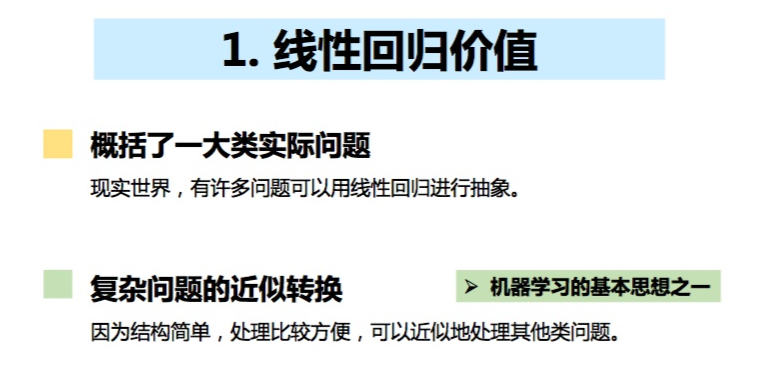 1. 线性回归价值
概括了一大类实际问题
现实世界，有许多问题可以用线性回归进行抽象。
复杂问题的近似转换
➢ 机器学习的基本思想之一
因为结构简单，处理比较方便，可以近似地处理其他类问题。